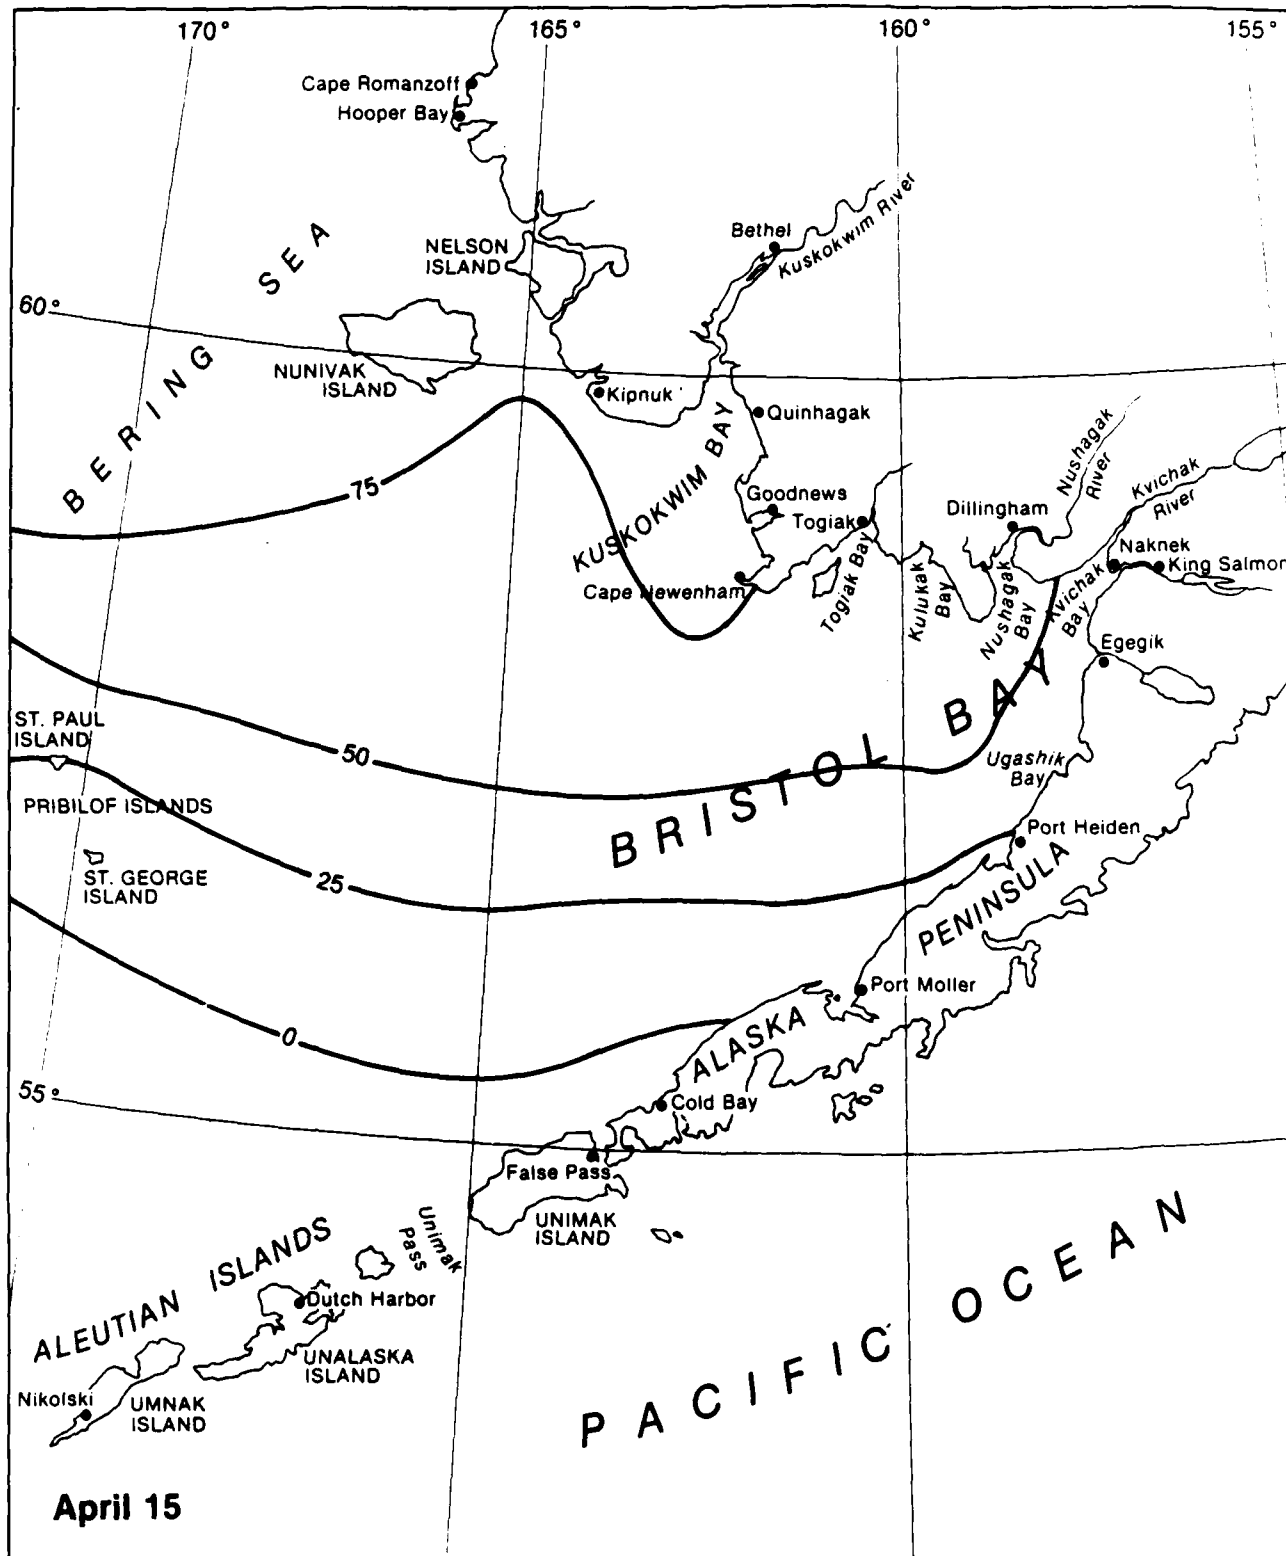 170°
165°
160°
155°
Cape Romanzoff
Hooper Bay
Bethel
Kuskokwim River
NELSON
ISLAND
BERING SEA
60°
NUNIVAK
ISLAND
Kipnuk
Quinhagak
KUSKOKWIM BAY
75
Goodnews
Togiak
Dillingham
Nushagak
River
Kvichak
River
Naknek
King Salmon
Cape Newenham
Togiak Bay
Kulukak
Bay
Nushagak
Bay
Kvichak
Bay
Egegik
ST. PAUL
ISLAND
50
BRISTOL BAY
Ugashik
Bay
PRIBILOF ISLANDS
Port Heiden
ST. GEORGE
ISLAND
25
ALASKA PENINSULA
Port Moller
0
55°
Cold Bay
False Pass
UNIMAK
ISLAND
Unimak
Pass
ALEUTIAN ISLANDS
Dutch Harbor
UNALASKA
ISLAND
Nikolski
UMNAK
ISLAND
PACIFIC OCEAN
April 15